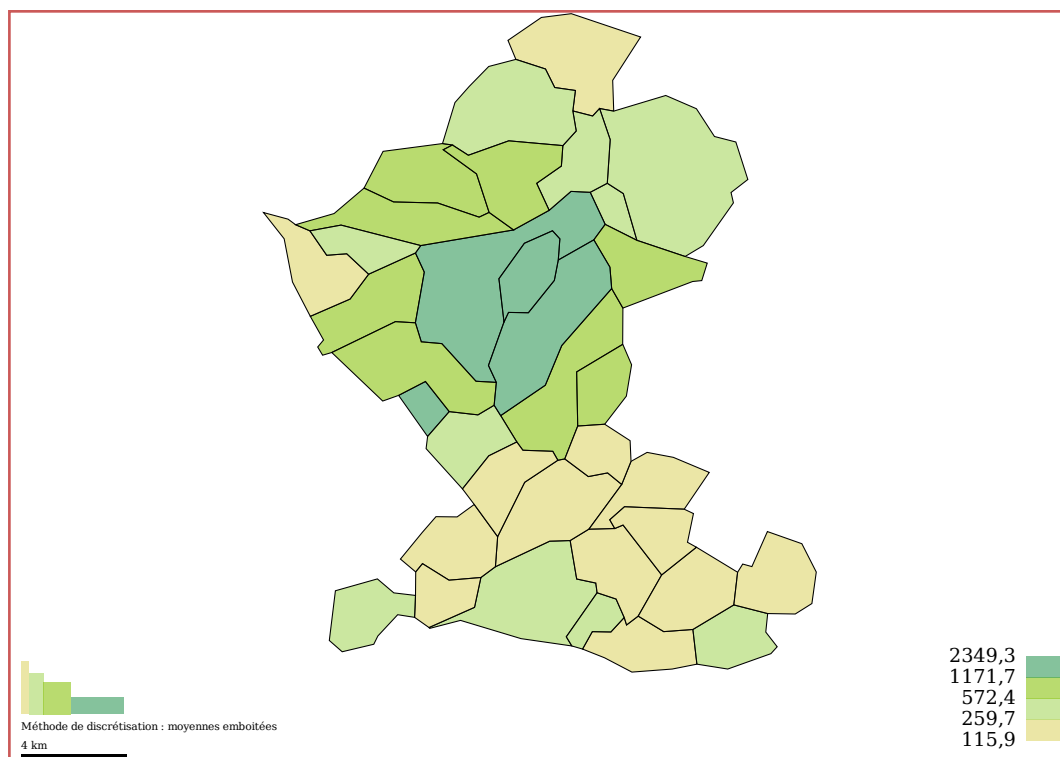 2349,3
1171,7
572,4
259,7
115,9
Méthode de discrétisation : moyennes emboitées
4 km